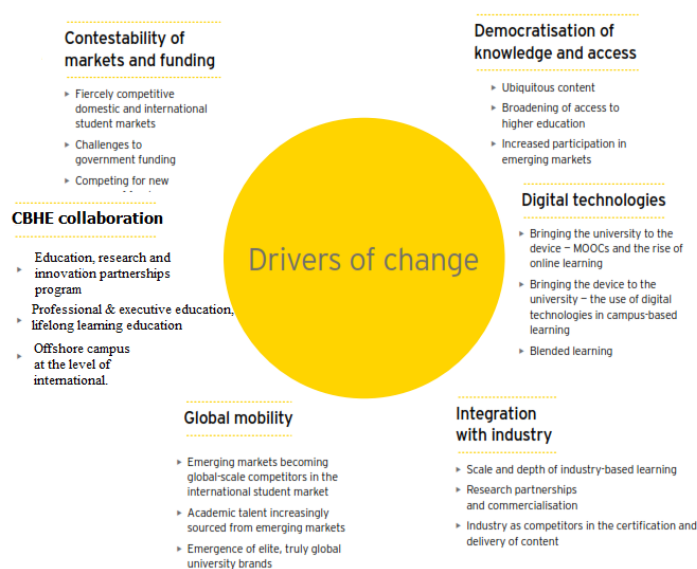 Contestability of
markets and funding
▸ Fiercely competitive
domestic and international
student markets
▸ Challenges to
government funding
▸ Competing for new
CBHE collaboration
▸ Education, research and
innovation partnerships
program
▸ Professional & executive education,
lifelong learning education
▸ Offshore campus
at the level of
international.
Drivers of change
Democratisation of
knowledge and access
▸ Ubiquitous content
▸ Broadening of access to
higher education
▸ Increased participation in
emerging markets
Digital technologies
▸ Bringing the university to the
device – MOOCs and the rise of
online learning
▸ Bringing the device to the
university – the use of digital
technologies in campus-based
learning
▸ Blended learning
Global mobility
▸ Emerging markets becoming
global-scale competitors in the
international student market
▸ Academic talent increasingly
sourced from emerging markets
▸ Emergence of elite, truly global
university brands
Integration
with industry
▸ Scale and depth of industry-based learning
▸ Research partnerships
and commercialisation
▸ Industry as competitors in the certification and
delivery of content